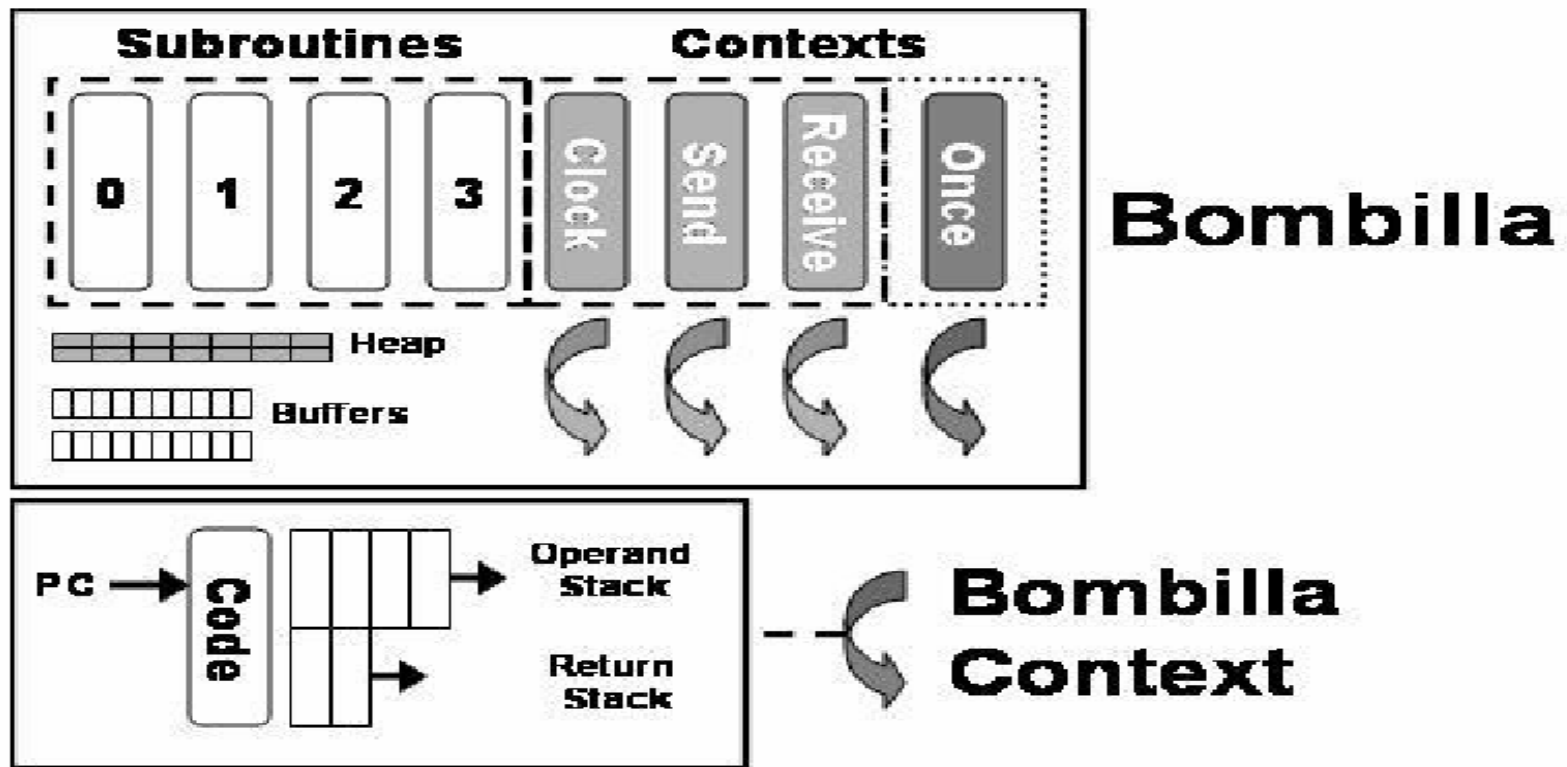 Subroutines
Contexts
0
1
2
3
Clock
Send
Receive
Once
Bombilla
Heap
Buffers
PC
Code
Operand
Stack
Return
Stack
Bombilla
Context